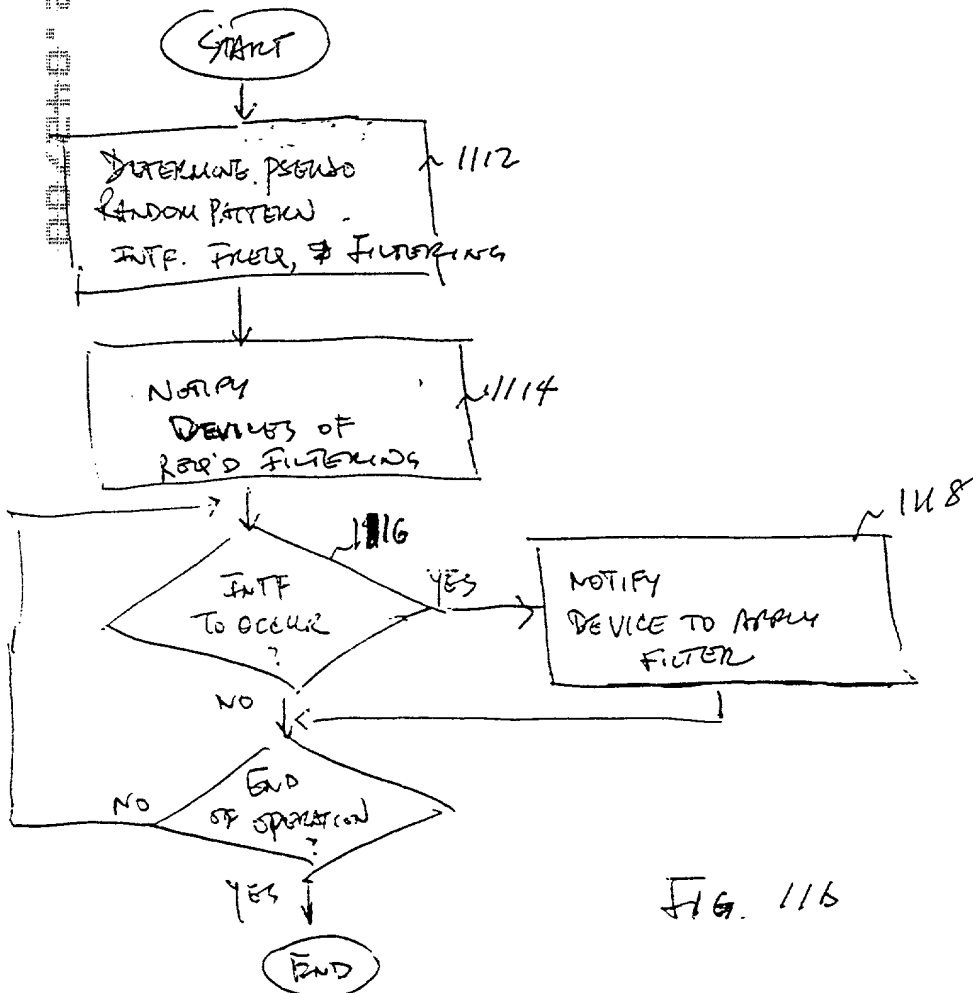 START
DETERMINE PSEUDO
RANDOM PATTERN
INTF. FREQ, & FILTERING
1112
NOTIFY
DEVICES OF
REQ'D FILTERING
1114
INTF
TO OCCUR
?
1116
YES
NOTIFY
DEVICE TO APPLY
FILTER
1118
NO
END
OF OPERATION
?
NO
YES
END
FIG. 11b